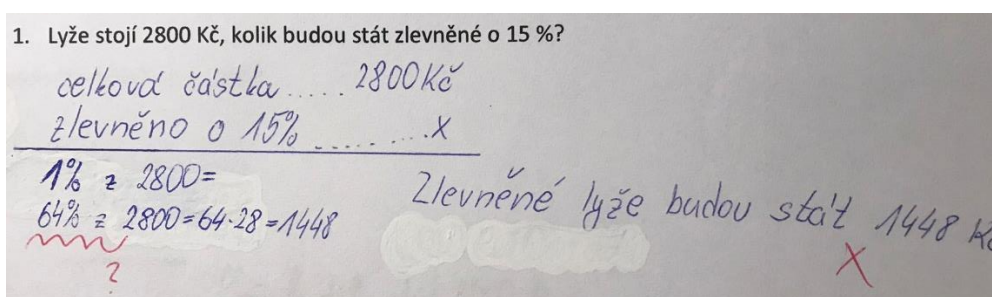 1. Lyže stojí 2800 Kč, kolik budou stát zlevněné o 15 %?
celková částka ..... 2800Kč
zlevněno o 15% ........ x
1% z 2800=
64% z 2800=64·28=1448
?
Zlevněné lyže budou stát 1448 Kč
X